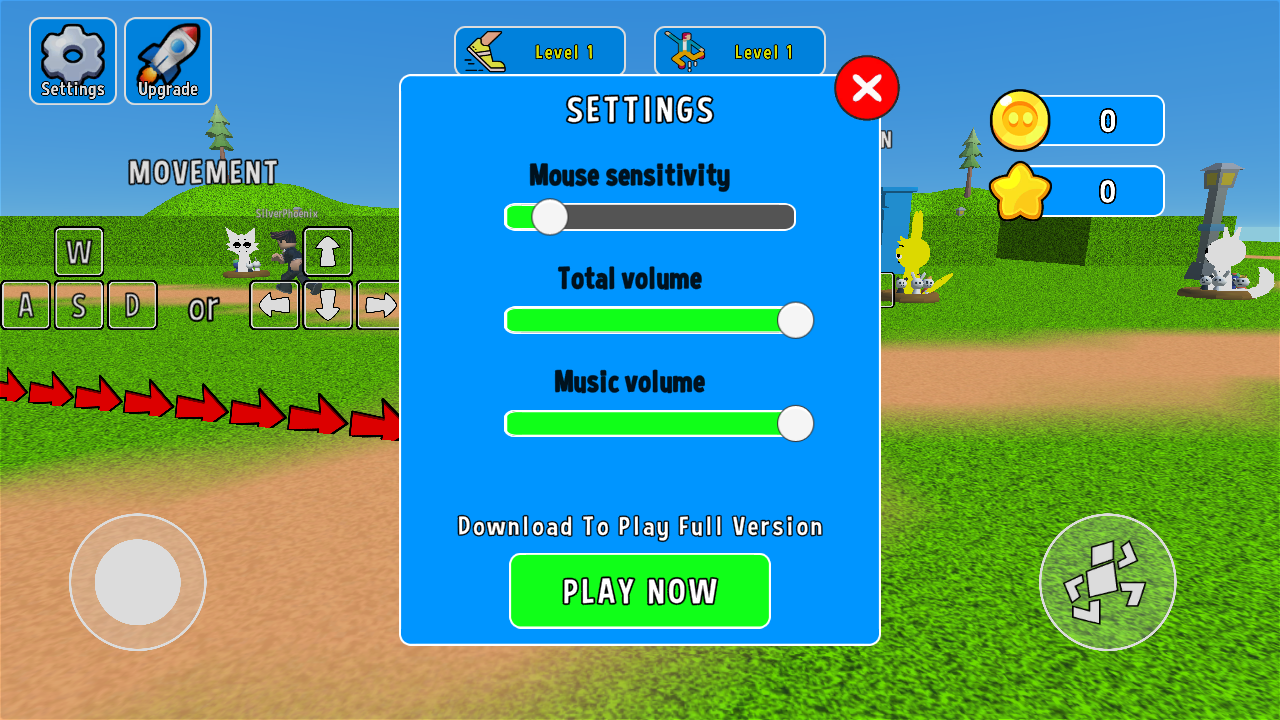 Settings
Upgrade
Level 1
Level 1
SETTINGS
0
0
N
MOVEMENT
Mouse sensitivity
SilverPhoenix
W
Total volume
A
S
D
or
Music volume
Download To Play Full Version
PLAY NOW